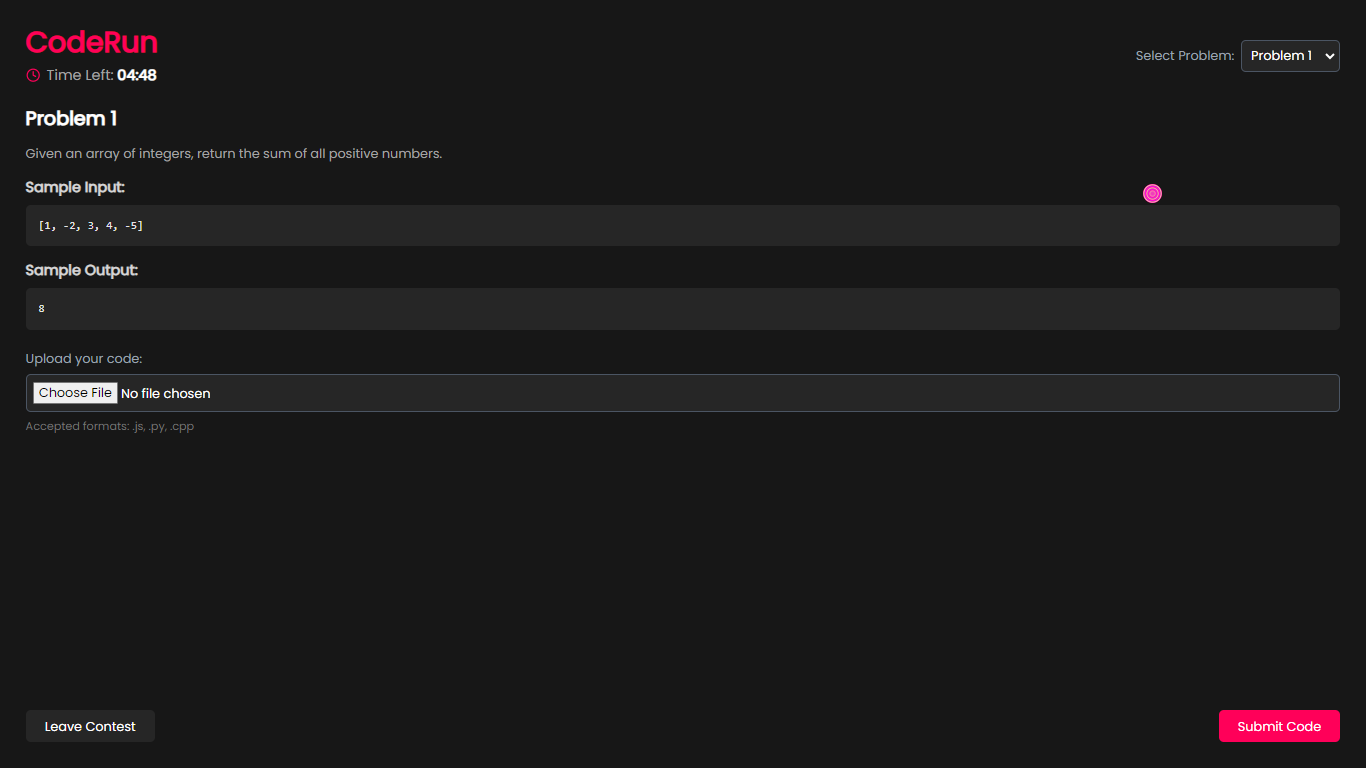 CodeRun
Time Left: 04:48
Select Problem: Problem 1
Problem 1
Given an array of integers, return the sum of all positive numbers.
Sample Input:
[1, -2, 3, 4, -5]
Sample Output:
8
Upload your code:
Choose File No file chosen
Accepted formats: .js, .py, .cpp
Leave Contest
Submit Code